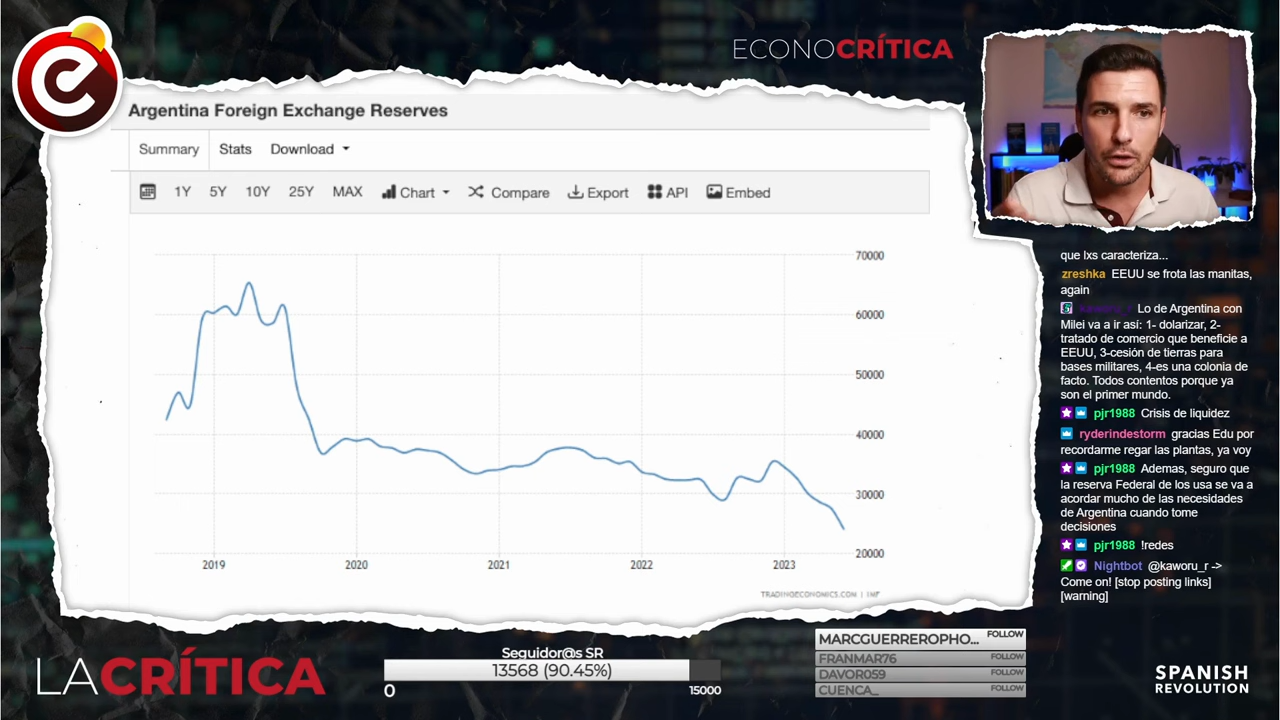 ECONOCRÍTICA
Argentina Foreign Exchange Reserves
Summary Stats Download
1Y 5Y 10Y 25Y MAX Chart Compare Export API Embed
70000
60000
50000
40000
30000
20000
2019 2020 2021 2022 2023
TRADINGECONOMICS.COM | IMF
que lxs caracteriza...
zreshka EEUU se frota las manitas,
again
kaworu_r Lo de Argentina con
Milei va a ir así: 1- dolarizar, 2-
tratado de comercio que beneficie a
EEUU, 3-cesión de tierras para
bases militares, 4-es una colonia de
facto. Todos contentos porque ya
son el primer mundo.
pjr1988 Crisis de liquidez
ryderindestorm gracias Edu por
recordarme regar las plantas, ya voy
pjr1988 Ademas, seguro que
la reserva Federal de los usa se va a
acordar mucho de las necesidades
de Argentina cuando tome
decisiones
pjr1988 !redes
Nightbot @kaworu_r ->
Come on! [stop posting links]
[warning]
LACRÍTICA
Seguidor@s SR
13568 (90.45%)
0 15000
MARCGUERREROPHO... FOLLOW
FRANMAR76 FOLLOW
DAVOR059 FOLLOW
CUENCA_ FOLLOW
SPANISH
REVOLUTION